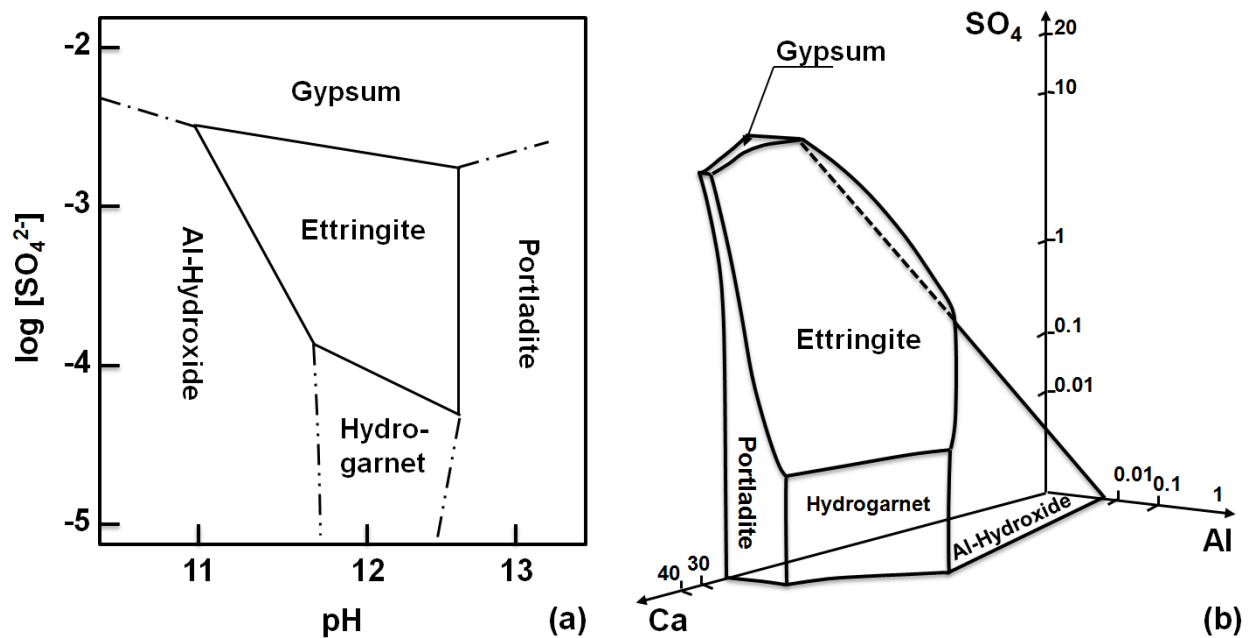 -2
-3
-4
-5
log [SO₄²⁻]
Gypsum
Ettringite
Al-Hydroxide
Portladite
Hydro-
garnet
11
12
13
pH
(a)
SO₄
20
10
1
0.1
0.01
Gypsum
Ettringite
Portladite
Hydrogarnet
Al-Hydroxide
0.01
0.1
1
Al
40
30
Ca
(b)